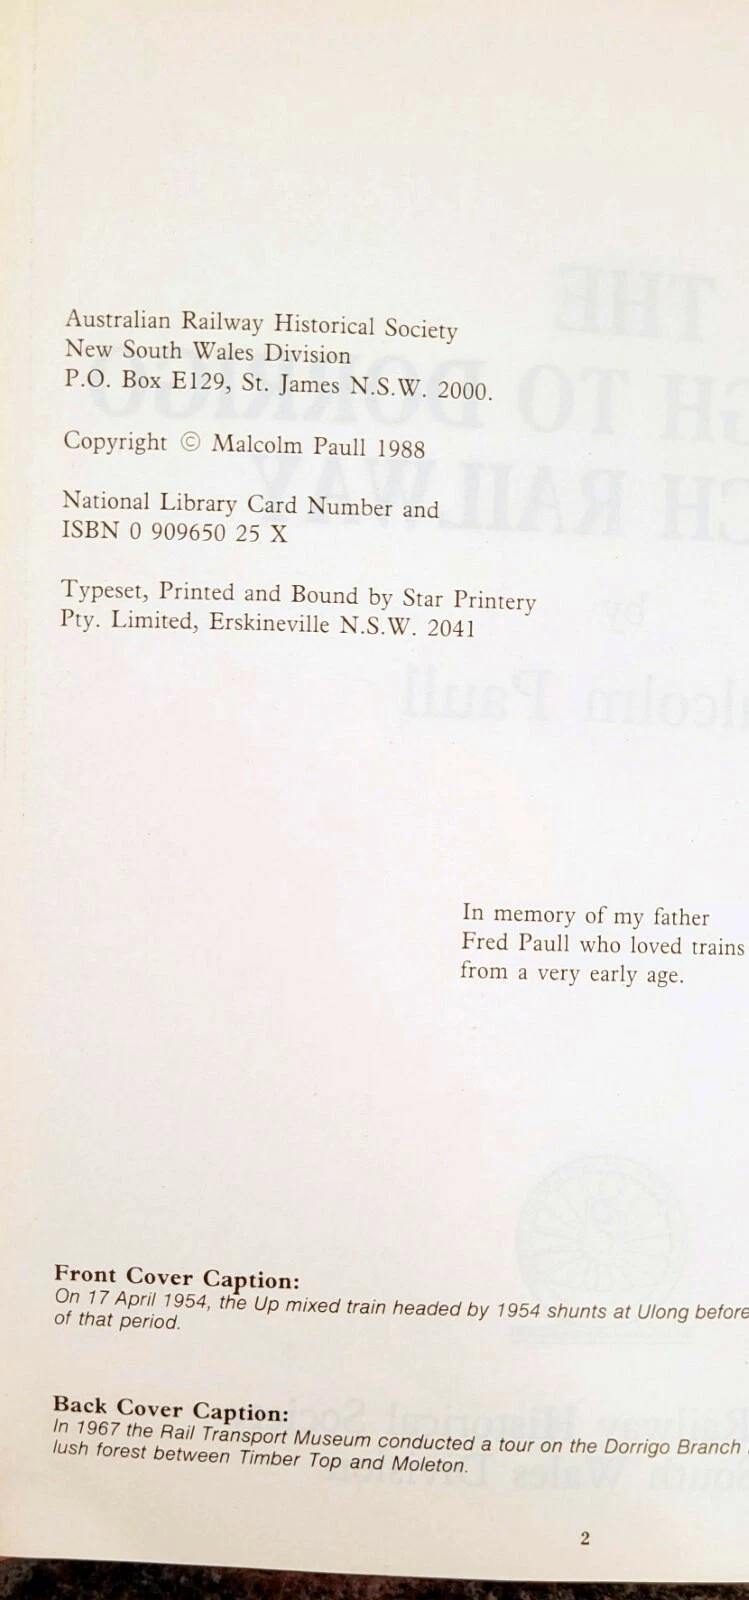 Australian Railway Historical Society
New South Wales Division
P.O. Box E129, St. James N.S.W. 2000.
Copyright © Malcolm Paull 1988
National Library Card Number and
ISBN 0 909650 25 X
Typeset, Printed and Bound by Star Printery
Pty. Limited, Erskineville N.S.W. 2041
In memory of my father
Fred Paull who loved trains
from a very early age.
Front Cover Caption:
On 17 April 1954, the Up mixed train headed by 1954 shunts at Ulong before
of that period.
Back Cover Caption:
In 1967 the Rail Transport Museum conducted a tour on the Dorrigo Branch
lush forest between Timber Top and Moleton.
2